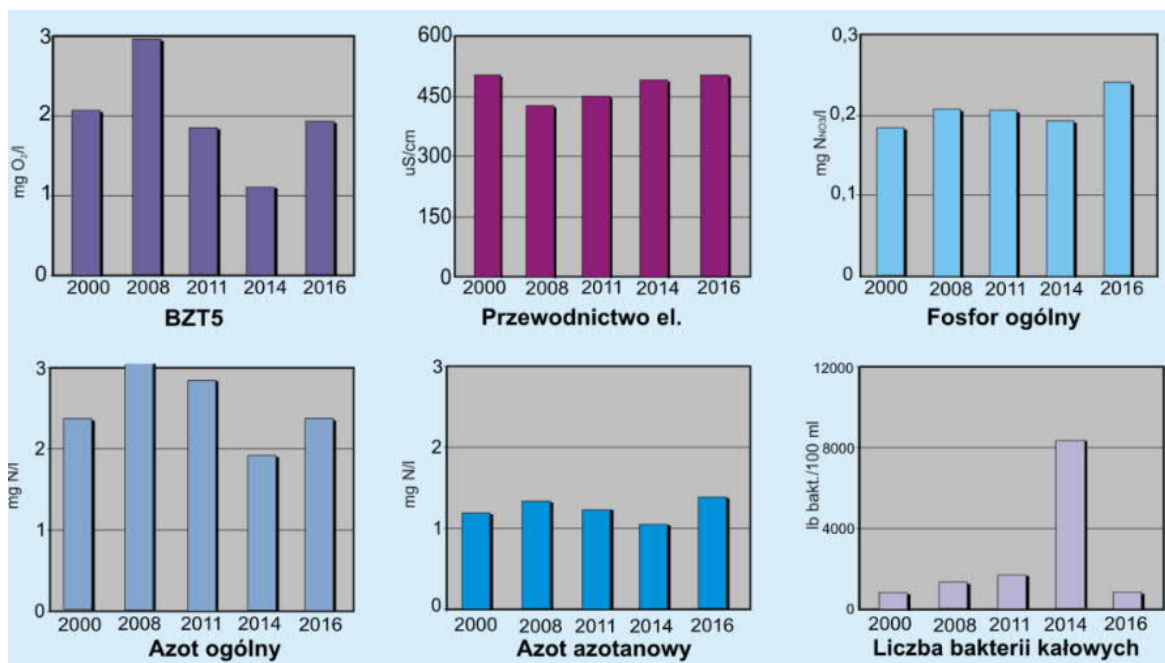 3
2
1
0
mg O₂/l
2000 2008 2011 2014 2016
BZT5
600
450
300
150
0
uS/cm
2000 2008 2011 2014 2016
Przewodnictwo el.
0,3
0,2
0,1
0
mg N_NO3/l
2000 2008 2011 2014 2016
Fosfor ogólny
3
2
1
0
mg N/l
2000 2008 2011 2014 2016
Azot ogólny
3
2
1
0
mg N/l
2000 2008 2011 2014 2016
Azot azotanowy
12000
8000
4000
0
lb bakt./100 ml
2000 2008 2011 2014 2016
Liczba bakterii kałowych